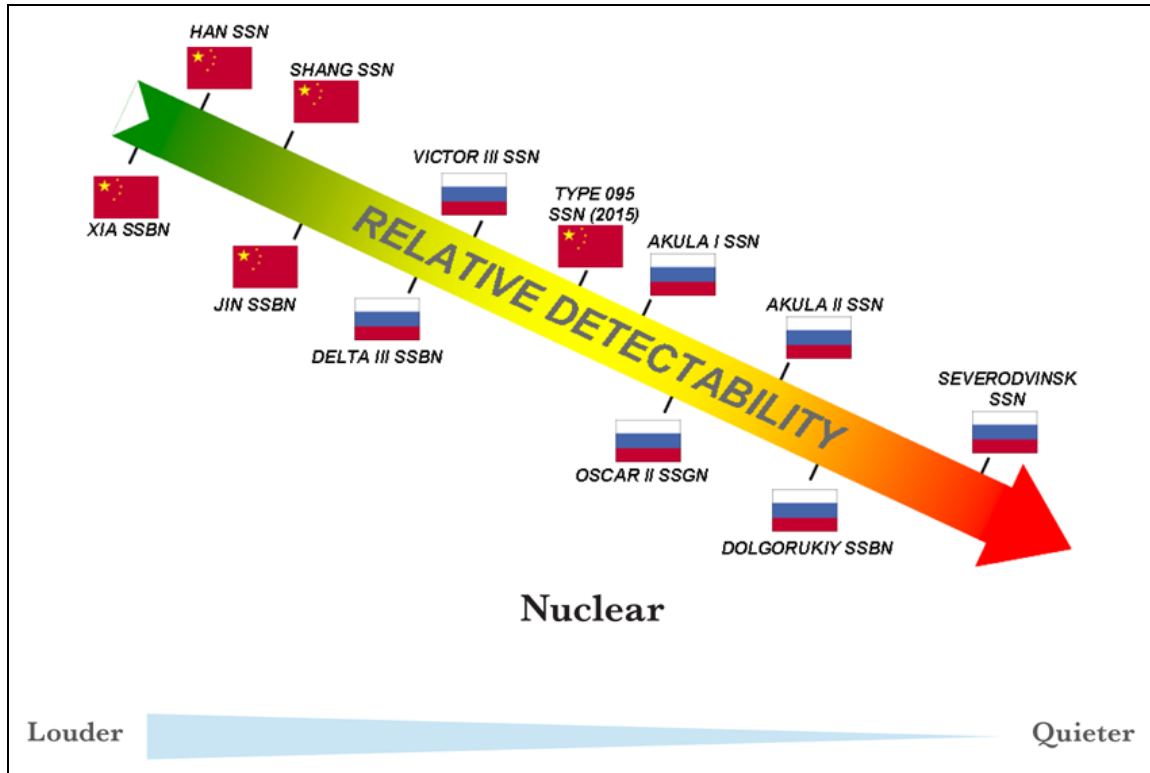 HAN SSN
SHANG SSN
VICTOR III SSN
XIA SSBN
TYPE 095
SSN (2015)
AKULA I SSN
JIN SSBN
RELATIVE DETECTABILITY
AKULA II SSN
DELTA III SSBN
SEVERODVINSK
SSN
OSCAR II SSGN
DOLGORUKIY SSBN
Nuclear
Louder
Quieter